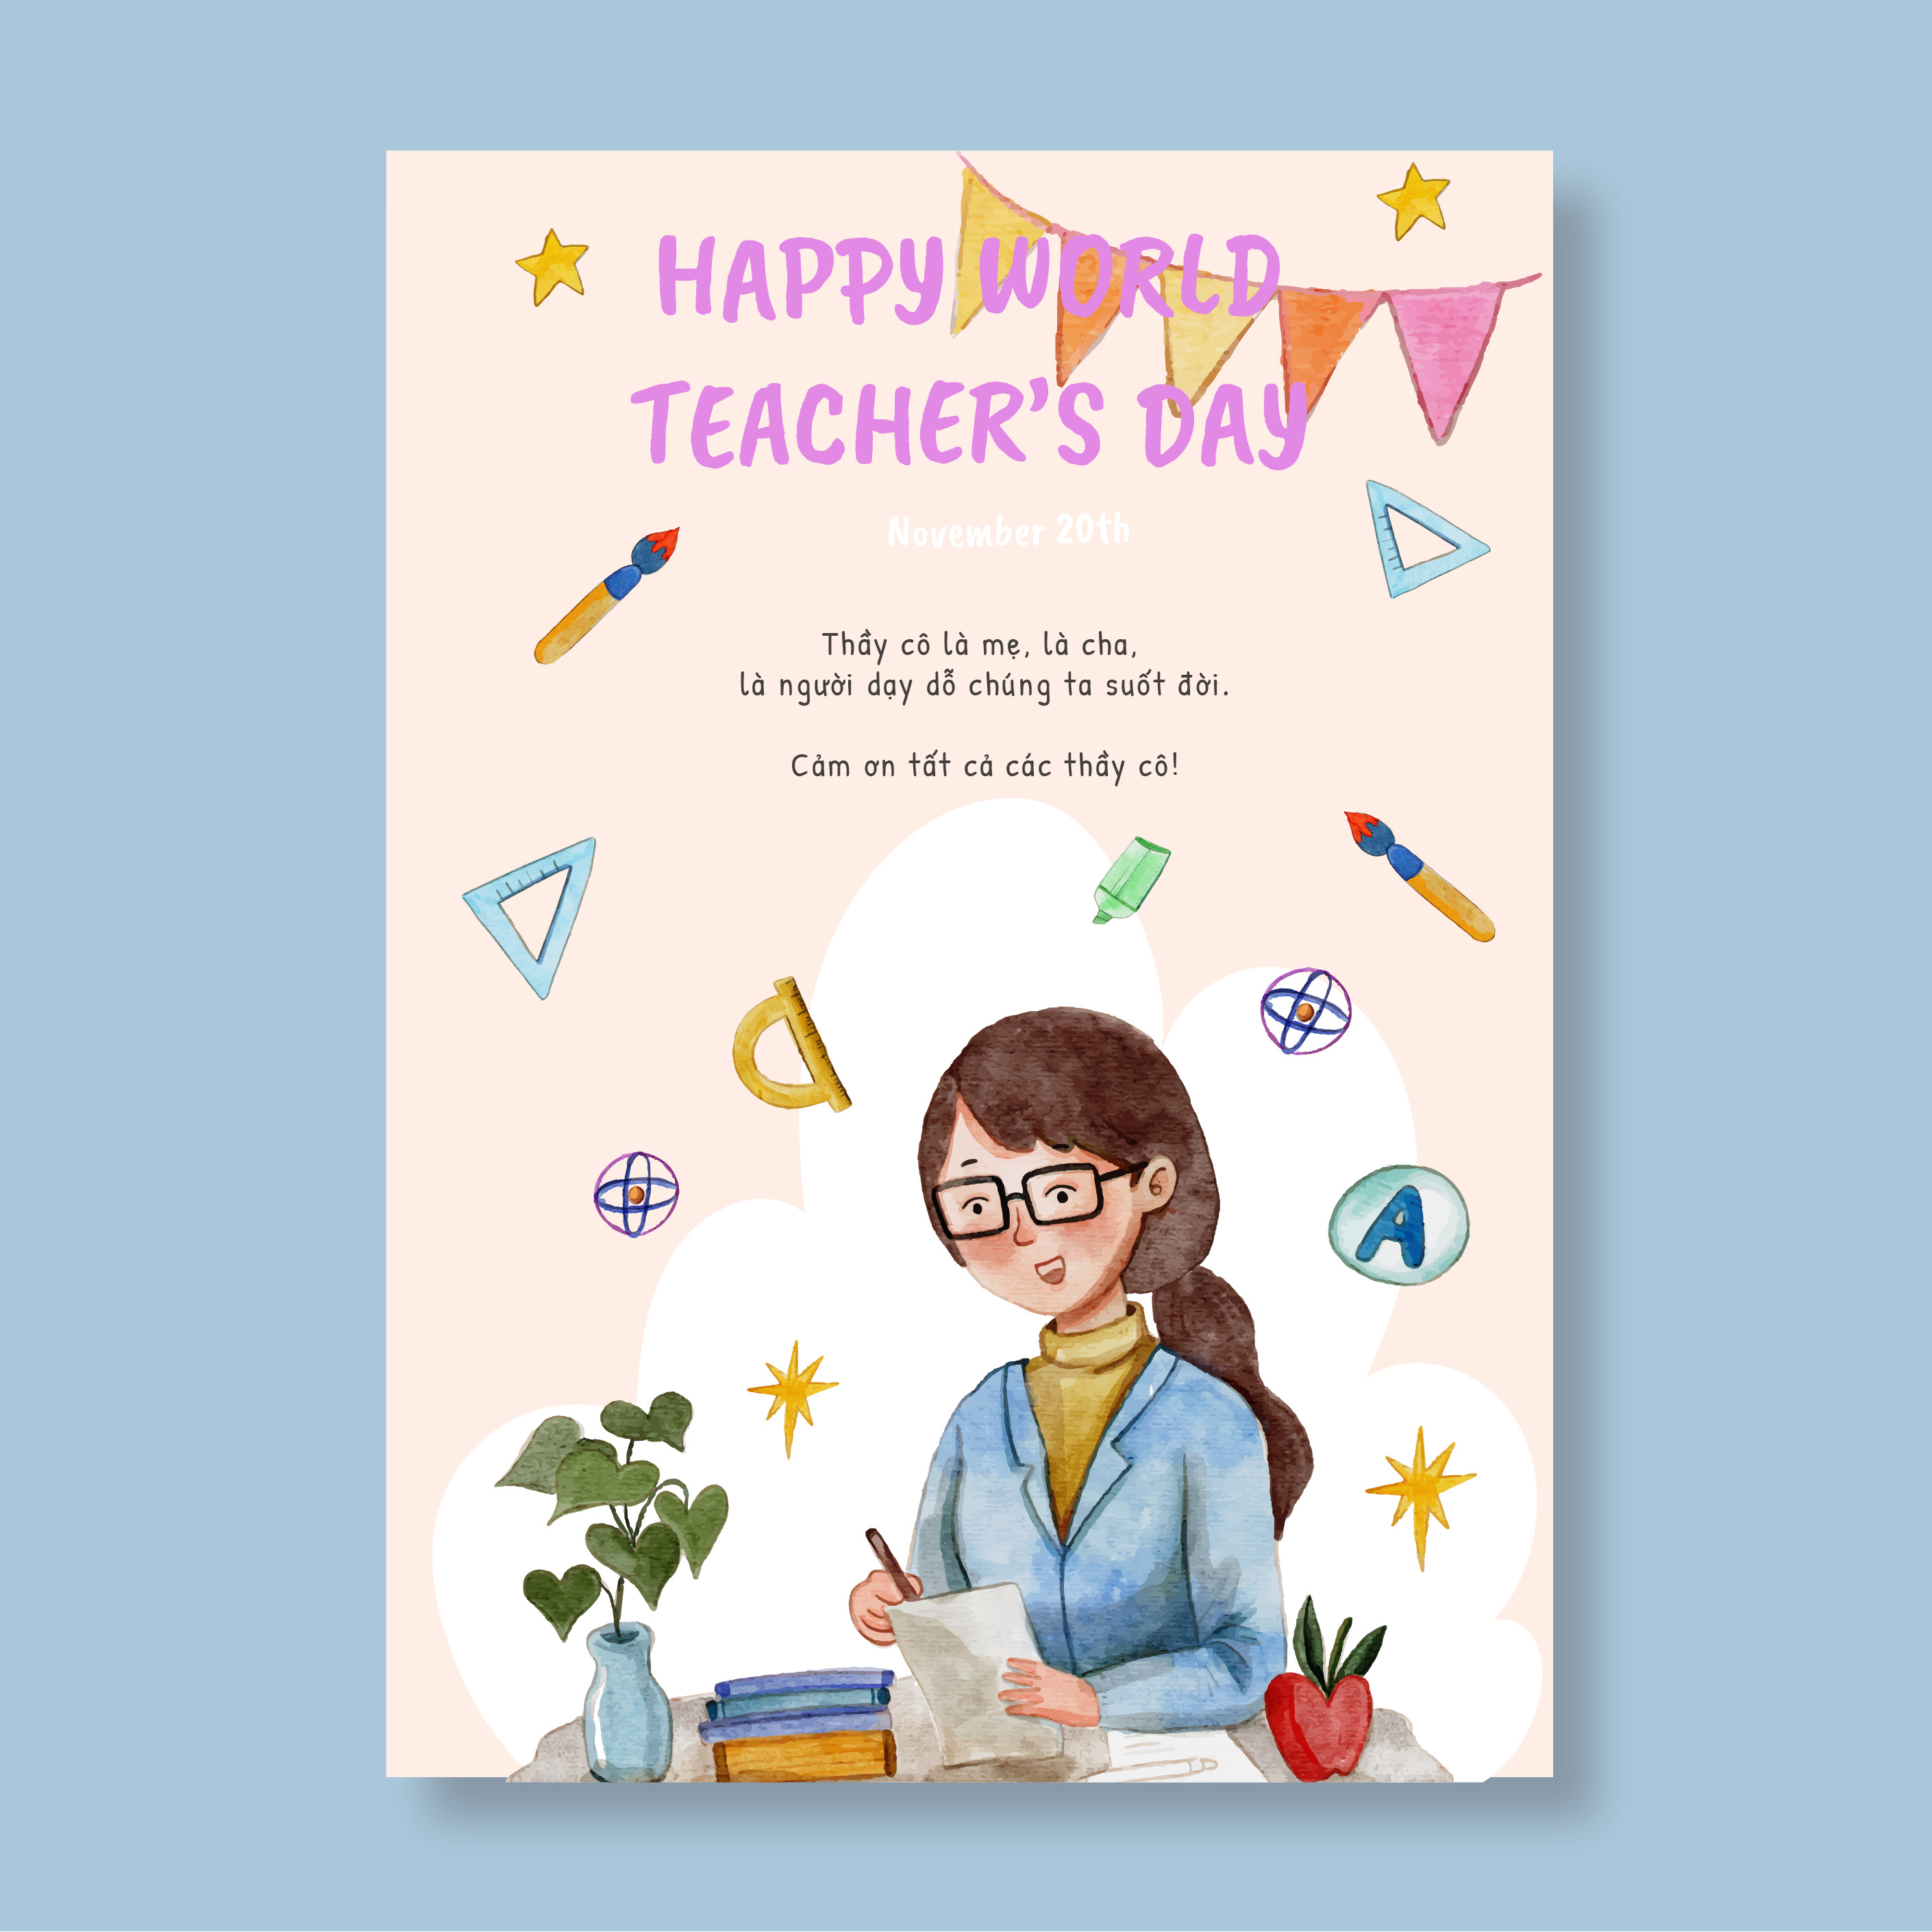 HAPPY WORLD
TEACHER'S DAY
November 20th
Thầy cô là mẹ, là cha,
là người dạy dỗ chúng ta suốt đời.
Cảm ơn tất cả các thầy cô!
A